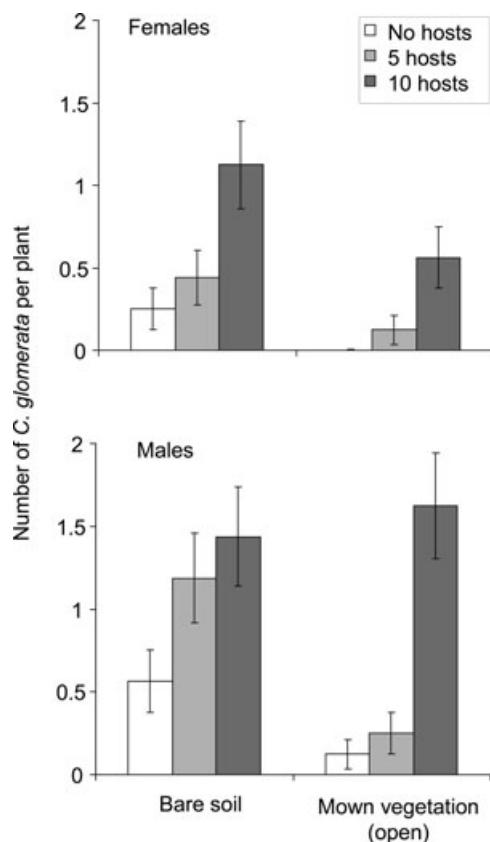 Females
No hosts
5 hosts
10 hosts
2
1.5
1
0.5
0
Number of C. glomerata per plant
Males
2
1.5
1
0.5
0
Bare soil
Mown vegetation
(open)